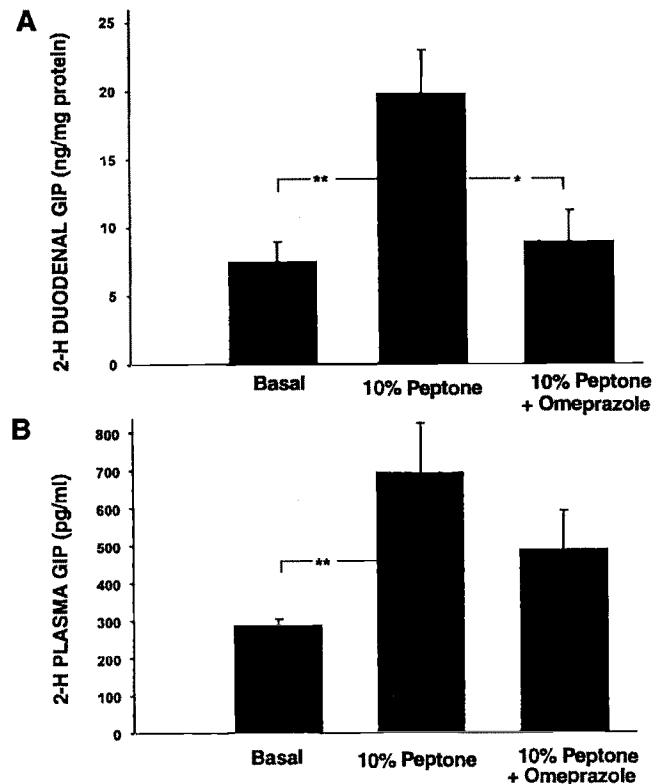 A
2-H DUODENAL GIP (ng/mg protein)
25
20
15
10
5
0
**
*
Basal
10% Peptone
10% Peptone
+ Omeprazole
B
2-H PLASMA GIP (pg/ml)
800
700
600
500
400
300
200
100
0
**
Basal
10% Peptone
10% Peptone
+ Omeprazole